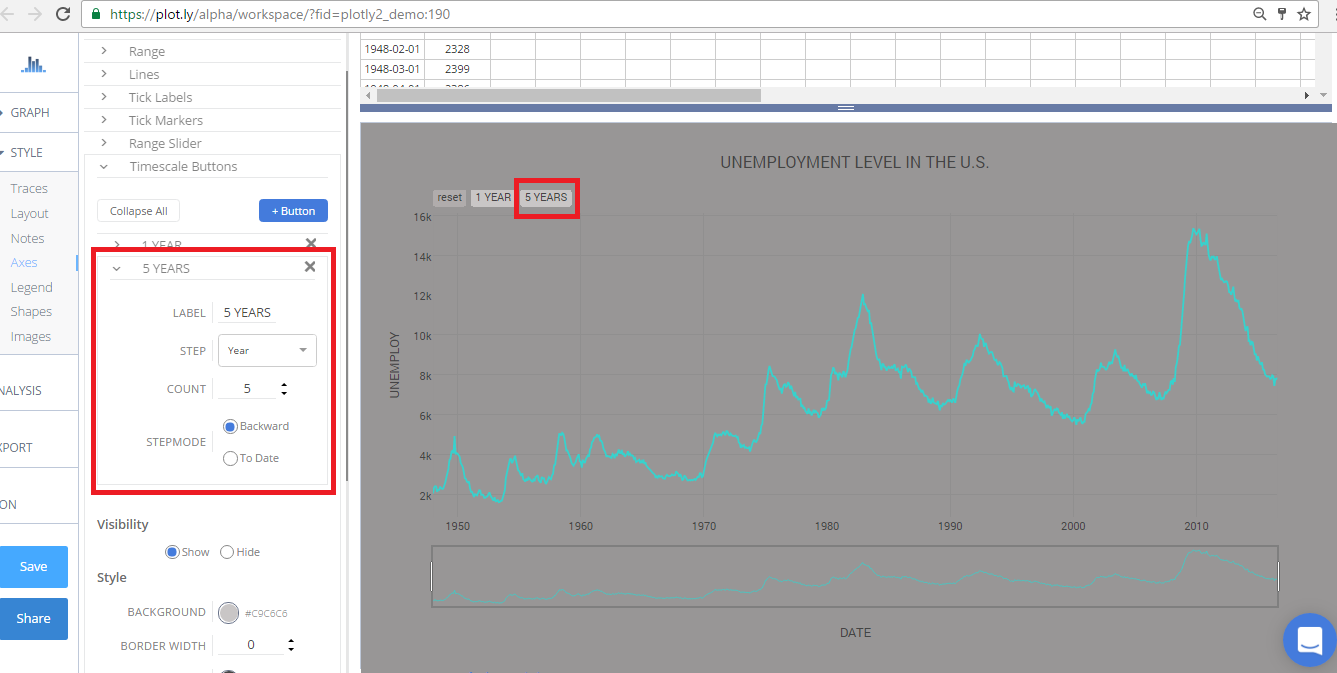 https://plot.ly/alpha/workspace/?fid=plotly2_demo:190
GRAPH
STYLE
Traces
Layout
Notes
Axes
Legend
Shapes
Images
NALYSIS
XPORT
ON
Save
Share
Range
Lines
Tick Labels
Tick Markers
Range Slider
Timescale Buttons
Collapse All
+ Button
1 YEAR
5 YEARS
LABEL 5 YEARS
STEP Year
COUNT 5
STEPMODE
Backward
To Date
Visibility
Show Hide
Style
BACKGROUND #C9C6C6
BORDER WIDTH 0
1948-02-01 2328
1948-03-01 2399
UNEMPLOYMENT LEVEL IN THE U.S.
reset 1 YEAR 5 YEARS
16k
14k
12k
10k
8k
6k
4k
2k
UNEMPLOY
1950 1960 1970 1980 1990 2000 2010
DATE